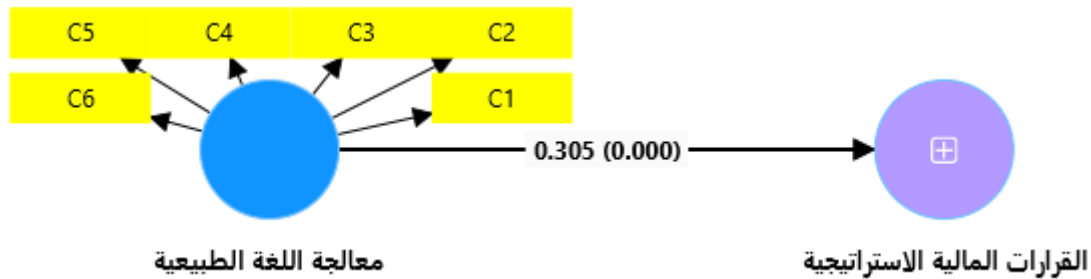 C5 C4 C3 C2
C6 C1
0.305 (0.000)
معالجة اللغة الطبيعية
القرارات المالية الاستراتيجية